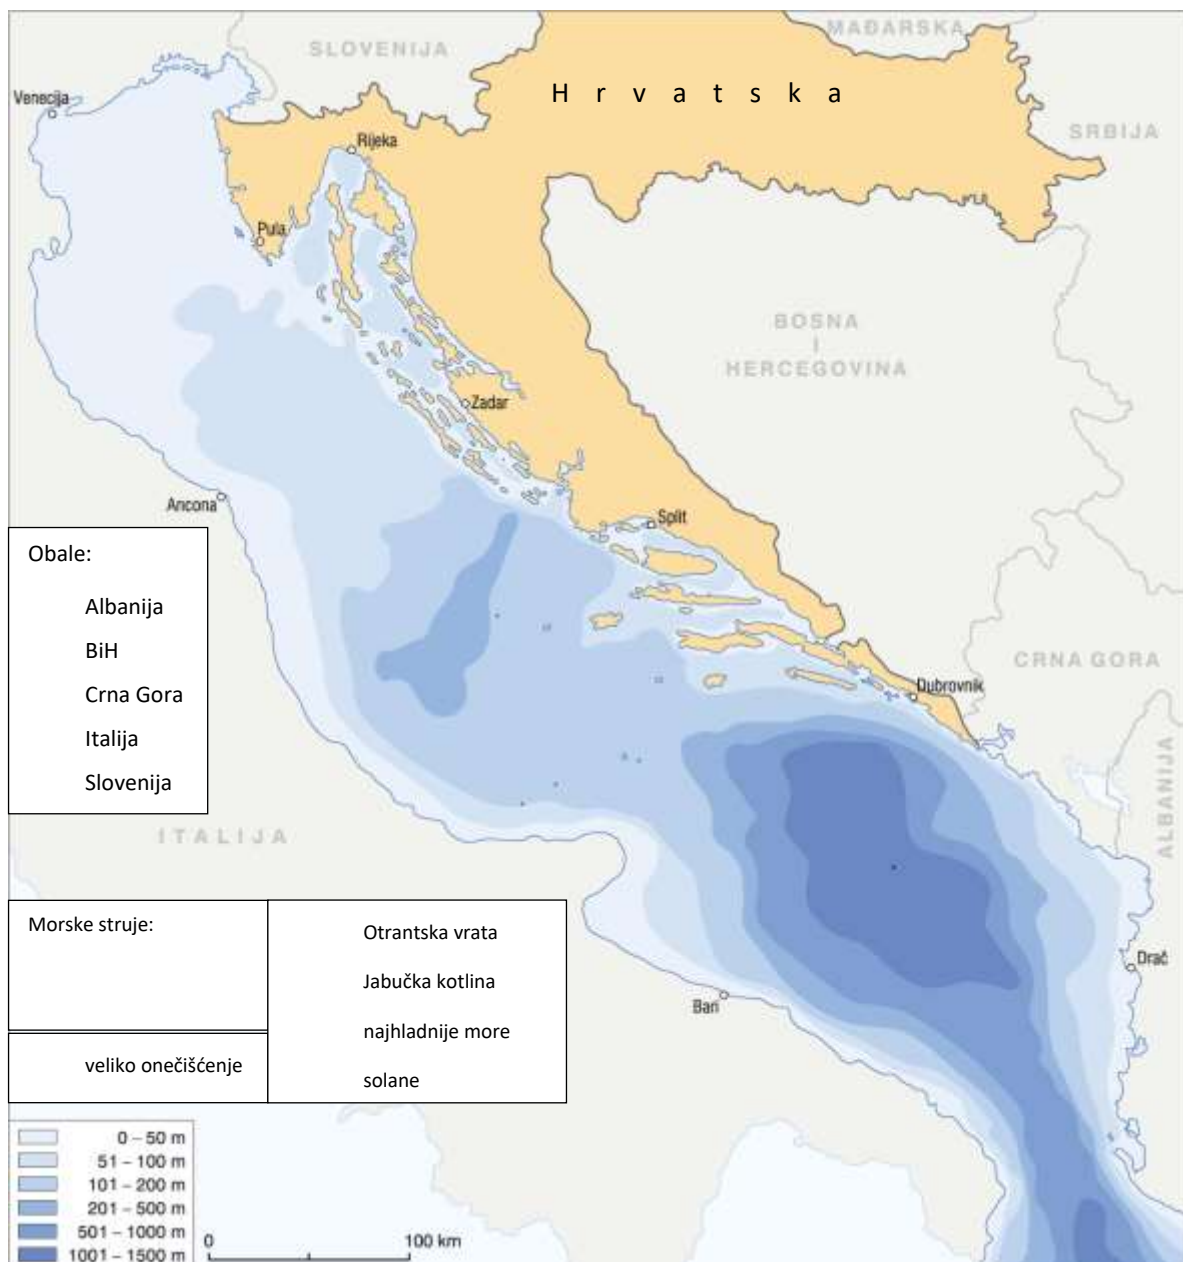 MAĐARSKA
SLOVENIJA
H r v a t s k a
Venecija
SRBIJA
Rijeka
Pula
BOSNA
I
HERCEGOVINA
Zadar
Ancona
Split
Obale:
Albanija
BiH
Crna Gora
Italija
Slovenija
CRNA GORA
Dubrovnik
ALBANIJA
ITALIJA
Morske struje:
veliko onečišćenje
Otrantska vrata
Jabučka kotlina
najhladnije more
solane
Drač
Bari
0 – 50 m
51 – 100 m
101 – 200 m
201 – 500 m
501 – 1000 m
1001 – 1500 m
0 100 km